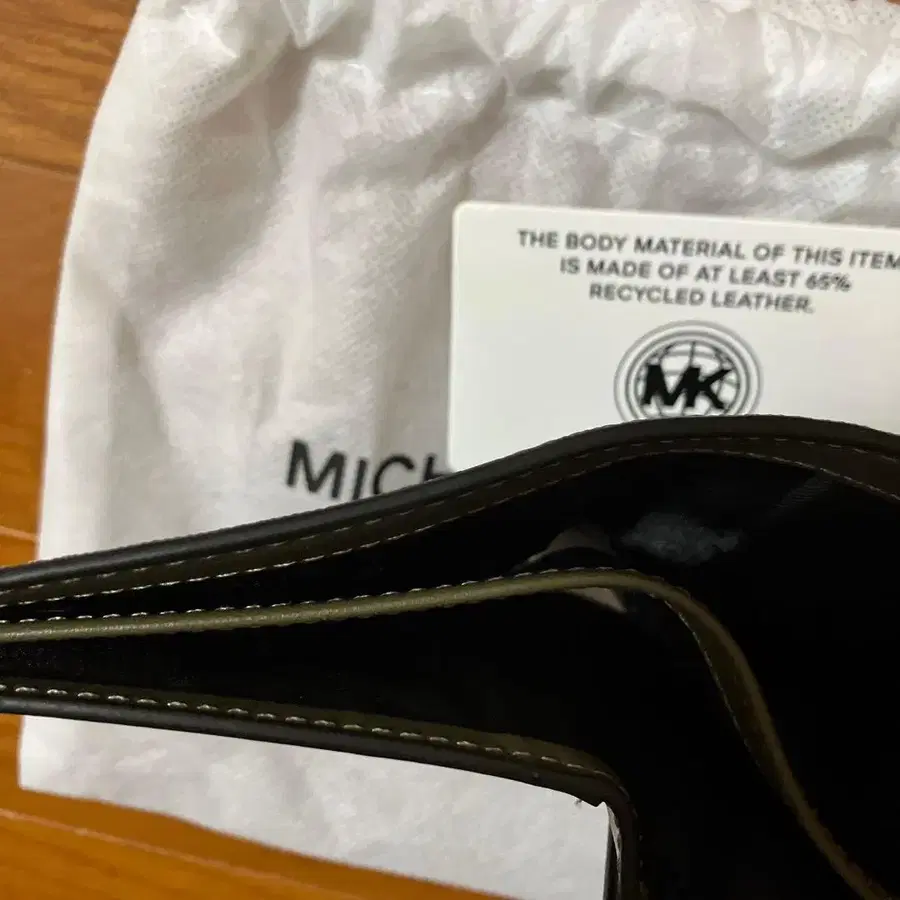 THE BODY MATERIAL OF THIS ITEM
IS MADE OF AT LEAST 65%
RECYCLED LEATHER.
MK
MICH